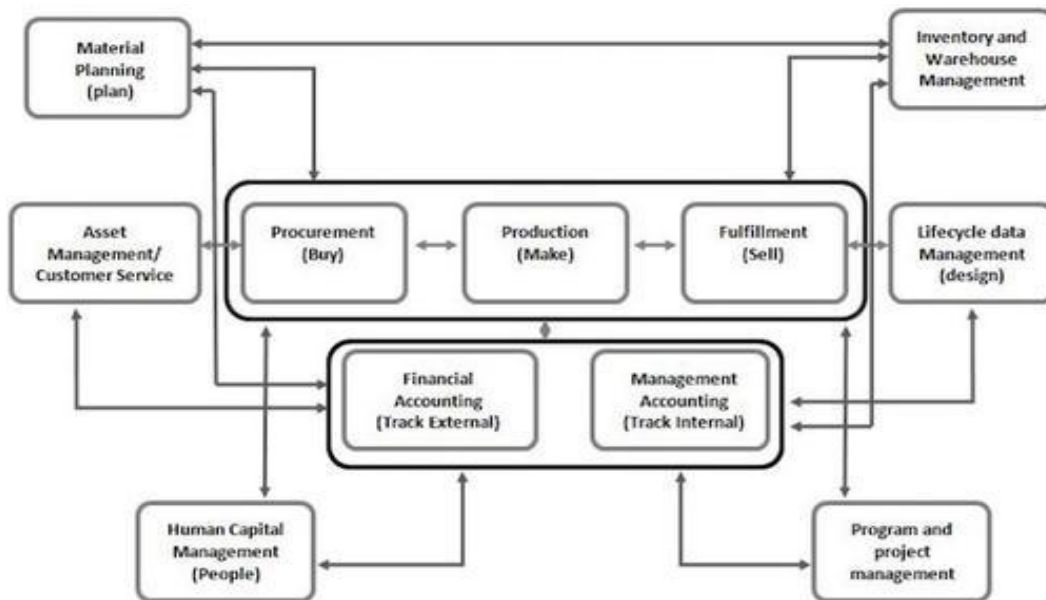 Material
Planning
(plan)
Inventory and
Warehouse
Management
Asset
Management/
Customer Service
Procurement
(Buy)
Production
(Make)
Fulfillment
(Sell)
Lifecycle data
Management
(design)
Financial
Accounting
(Track External)
Management
Accounting
(Track Internal)
Human Capital
Management
(People)
Program and
project
management